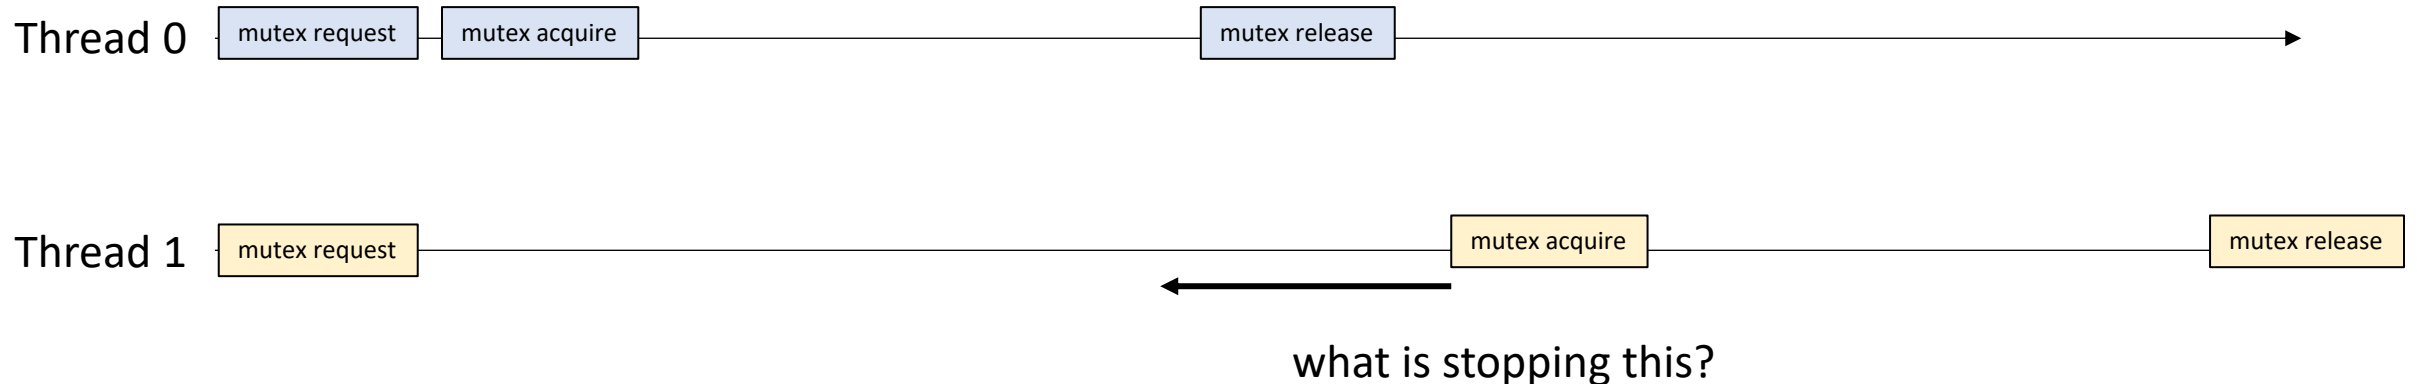 Thread 0 mutex request mutex acquire mutex release
Thread 1 mutex request mutex acquire mutex release
what is stopping this?